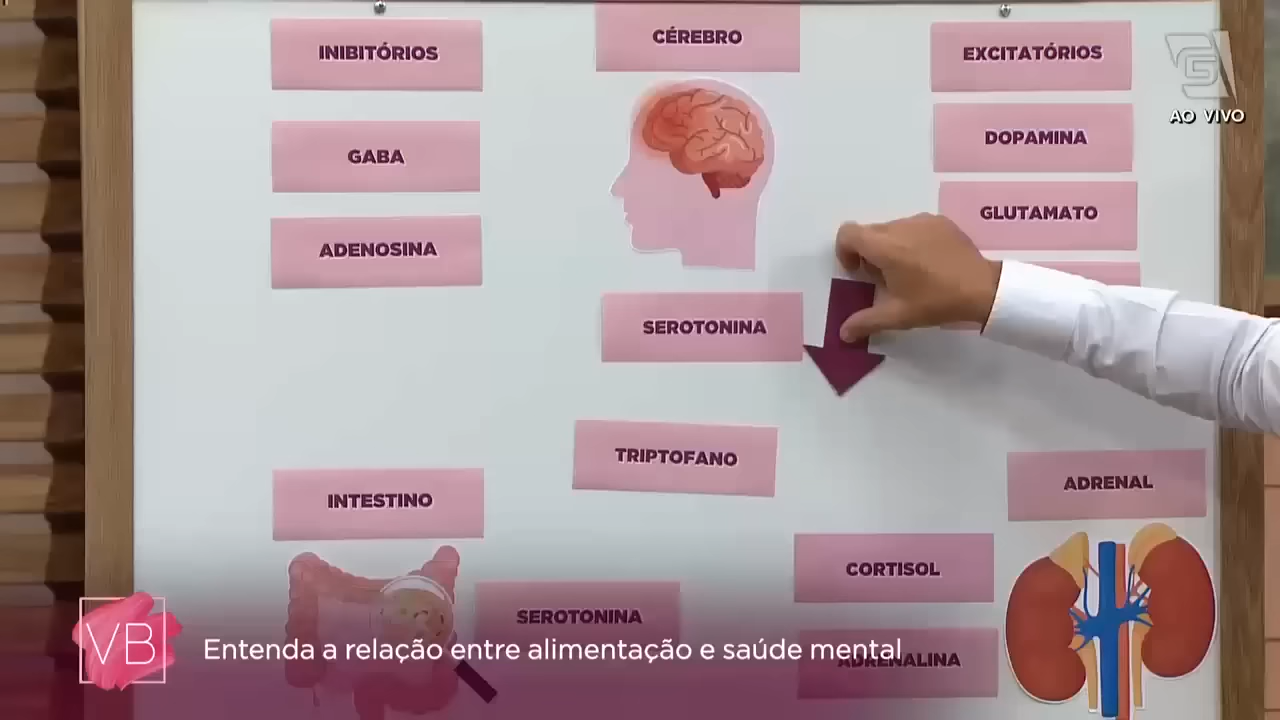 INIBITÓRIOS
CÉREBRO
EXCITATÓRIOS
G
AO VIVO
GABA
DOPAMINA
ADENOSINA
GLUTAMATO
SEROTONINA
TRIPTOFANO
INTESTINO
ADRENAL
CORTISOL
SEROTONINA
ADRENALINA
VB
Entenda a relação entre alimentação e saúde mental